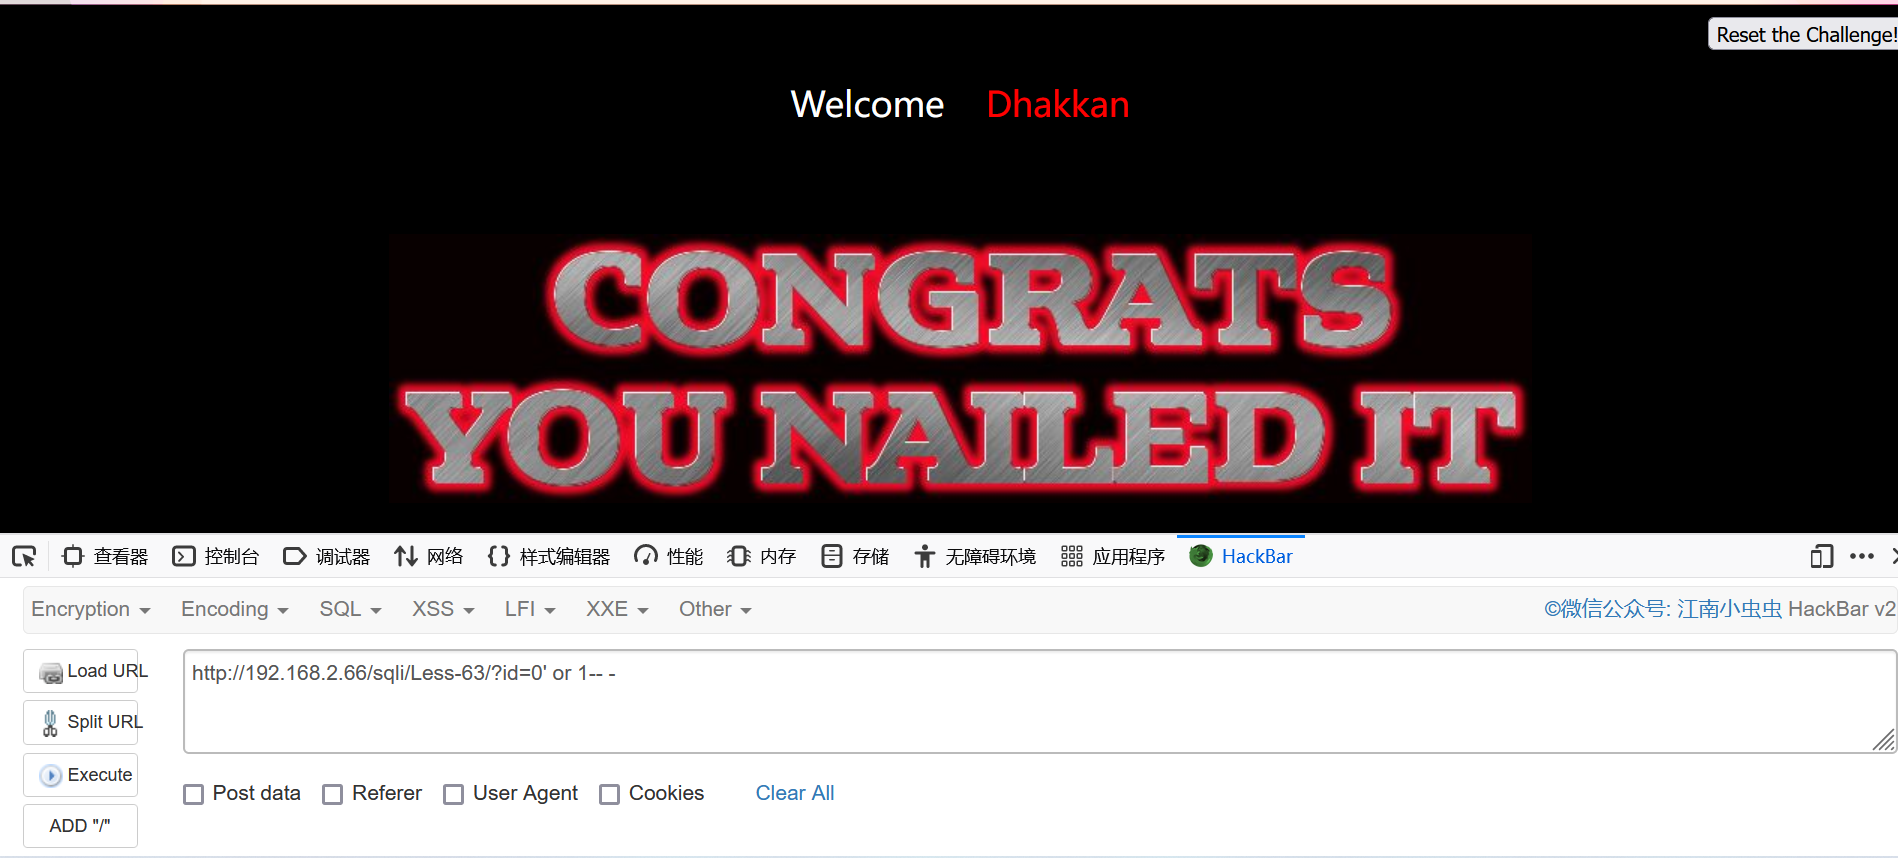 Reset the Challenge!
Welcome Dhakkan
CONGRATS
YOU NAILED IT
查看器 控制台 调试器 网络 样式编辑器 性能 内存 存储 无障碍环境 应用程序 HackBar
Encryption Encoding SQL XSS LFI XXE Other ©微信公众号: 江南小虫虫 HackBar v2
Load URL
http://192.168.2.66/sqli/Less-63/?id=0' or 1-- -
Split URL
Execute
Post data Referer User Agent Cookies Clear All
ADD "/"